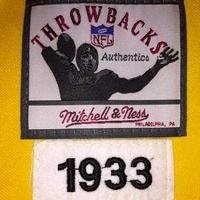 THROWBACKS
NFL
Authentics
Mitchell & Ness
PHILADELPHIA, PA
1933